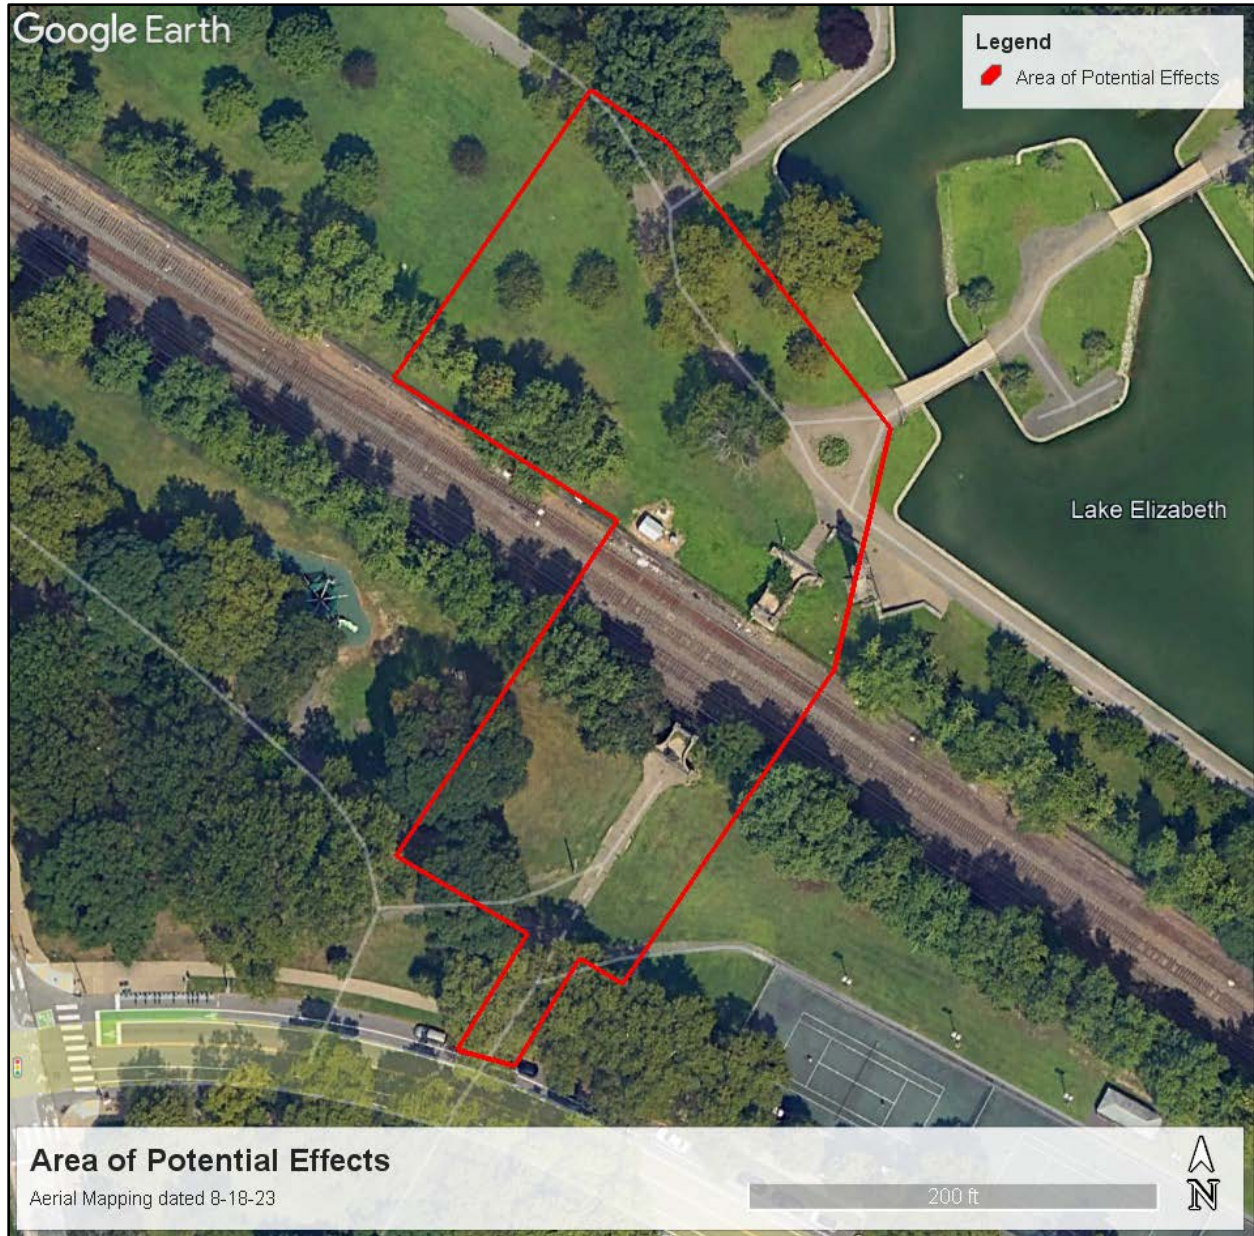 Google Earth
Legend
Area of Potential Effects
Lake Elizabeth
Area of Potential Effects
Aerial Mapping dated 8-18-23
200 ft
N